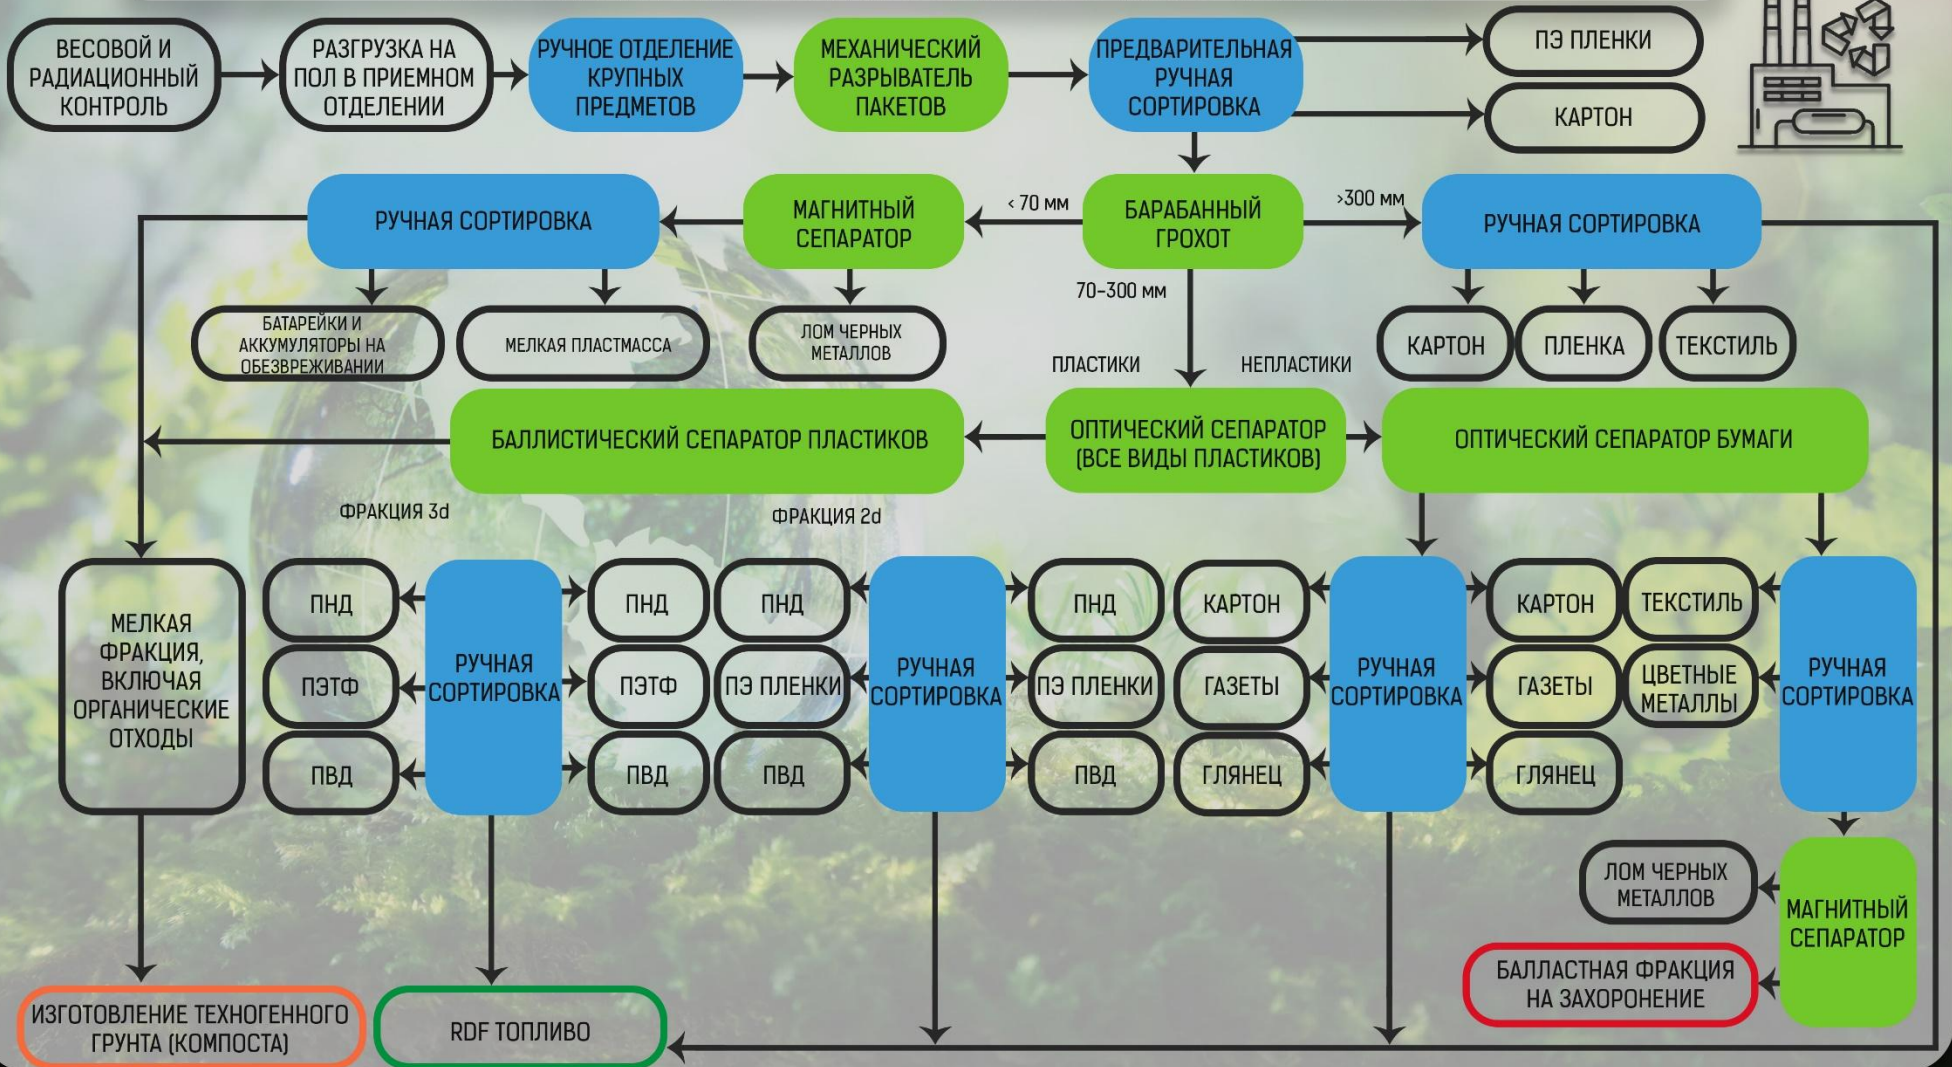 ВЕСОВОЙ И
РАДИАЦИОННЫЙ
КОНТРОЛЬ
РАЗГРУЗКА НА
ПОЛ В ПРИЕМНОМ
ОТДЕЛЕНИИ
РУЧНОЕ ОТДЕЛЕНИЕ
КРУПНЫХ
ПРЕДМЕТОВ
МЕХАНИЧЕСКИЙ
РАЗРЫВАТЕЛЬ
ПАКЕТОВ
ПРЕДВАРИТЕЛЬНАЯ
РУЧНАЯ
СОРТИРОВКА
ПЭ ПЛЕНКИ
КАРТОН
РУЧНАЯ СОРТИРОВКА
МАГНИТНЫЙ
СЕПАРАТОР
< 70 мм
БАРАБАННЫЙ
ГРОХОТ
>300 мм
РУЧНАЯ СОРТИРОВКА
70-300 мм
БАТАРЕЙКИ И
АККУМУЛЯТОРЫ НА
ОБЕЗВРЕЖИВАНИИ
МЕЛКАЯ ПЛАСТМАССА
ЛОМ ЧЕРНЫХ
МЕТАЛЛОВ
КАРТОН
ПЛЕНКА
ТЕКСТИЛЬ
ПЛАСТИКИ
НЕПЛАСТИКИ
БАЛЛИСТИЧЕСКИЙ СЕПАРАТОР ПЛАСТИКОВ
ОПТИЧЕСКИЙ СЕПАРАТОР
(ВСЕ ВИДЫ ПЛАСТИКОВ)
ОПТИЧЕСКИЙ СЕПАРАТОР БУМАГИ
ФРАКЦИЯ 3d
ФРАКЦИЯ 2d
МЕЛКАЯ
ФРАКЦИЯ,
ВКЛЮЧАЯ
ОРГАНИЧЕСКИЕ
ОТХОДЫ
ПНД
ПЭТФ
ПВД
РУЧНАЯ
СОРТИРОВКА
ПНД
ПЭТФ
ПВД
ПНД
ПЭ ПЛЕНКИ
ПВД
РУЧНАЯ
СОРТИРОВКА
ПНД
ПЭ ПЛЕНКИ
ПВД
КАРТОН
ГАЗЕТЫ
ГЛЯНЕЦ
РУЧНАЯ
СОРТИРОВКА
КАРТОН
ГАЗЕТЫ
ГЛЯНЕЦ
ТЕКСТИЛЬ
ЦВЕТНЫЕ
МЕТАЛЛЫ
РУЧНАЯ
СОРТИРОВКА
ЛОМ ЧЕРНЫХ
МЕТАЛЛОВ
МАГНИТНЫЙ
СЕПАРАТОР
БАЛЛАСТНАЯ ФРАКЦИЯ
НА ЗАХОРОНЕНИЕ
ИЗГОТОВЛЕНИЕ ТЕХНОГЕННОГО
ГРУНТА (КОМПОСТА)
RDF ТОПЛИВО